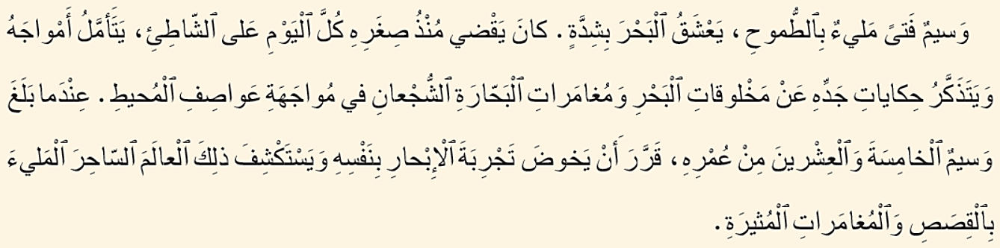 وَسيمٌ فَتىً مَليءٌ بِٱلطُّموحِ، يَعْشَقُ ٱلْبَحْرَ بِشِدَّةٍ. كانَ يَقْضي مُنْذُ صِغَرِهِ كُلَّ ٱلْيَوْمِ عَلى ٱلشّاطِئِ، يَتَأَمَّلُ أَمْواجَهُ
وَيَتَذَكَّرُ حِكاياتِ جَدِّهِ عَنْ مَخْلوقاتِ ٱلْبَحْرِ وَمُغامَراتِ ٱلْبَحّارَةِ ٱلشُّجْعانِ في مُواجَهَةِ عَواصِفِ ٱلْمُحيطِ. عِنْدَما بَلَغَ
وَسيمٌ ٱلْخامِسَةَ وَٱلْعِشْرينَ مِنْ عُمْرِهِ، قَرَّرَ أَنْ يَخوضَ تَجْرِبَةَ ٱلْإِبْحارِ بِنَفْسِهِ وَيَسْتَكْشِفَ ذلِكَ ٱلْعالَمَ ٱلسّاحِرَ ٱلْمَليءَ
بِٱلْقِصَصِ وَٱلْمُغامَراتِ ٱلْمُثيرَةِ.